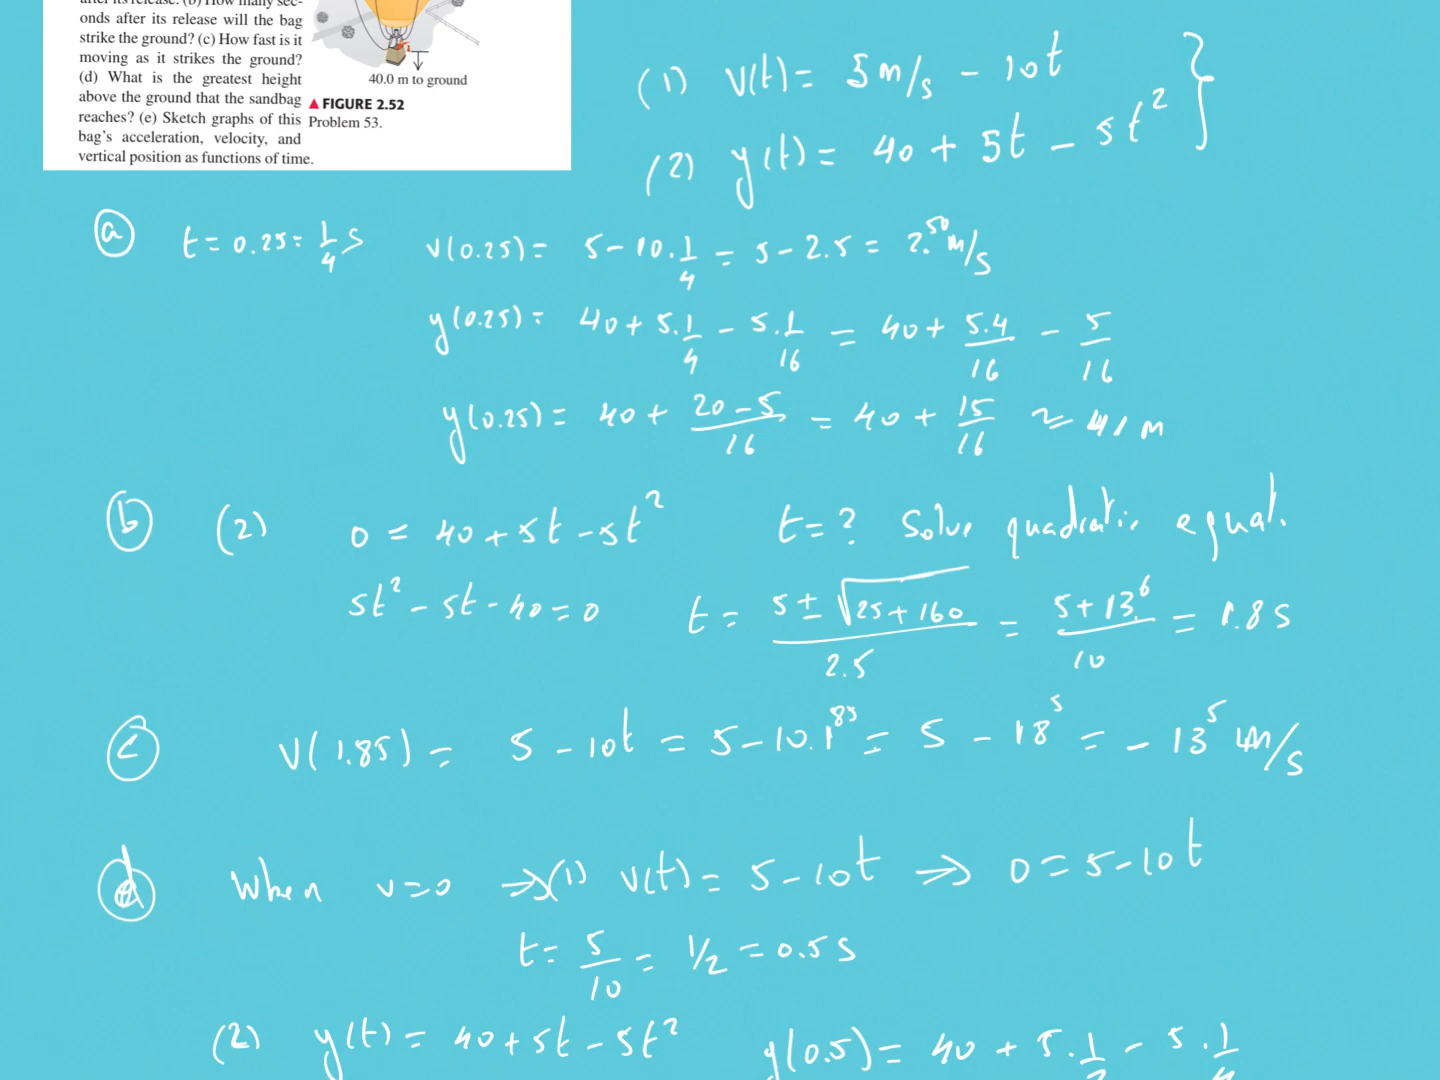 after its release. (b) How many sec-
onds after its release will the bag
strike the ground? (c) How fast is it
moving as it strikes the ground?
(d) What is the greatest height
above the ground that the sandbag
reaches? (e) Sketch graphs of this
bag's acceleration, velocity, and
vertical position as functions of time.
40.0 m to ground
▲ FIGURE 2.52
Problem 53.
(1) v(t) = 5 m/s - 10t
(2) y(t) = 40 + 5t - 5t²
(a) t = 0.25 = 1/4 s v(0.25) = 5 - 10.1/4 = 5 - 2.5 = 2.50 m/s
y(0.25) = 40 + 5.1/4 - 5.1/16 = 40 + 5.4/16 - 5/16
y(0.25) = 40 + (20-5)/16 = 40 + 15/16 ≈ 41 m
(b) (2) 0 = 40 + 5t - 5t² t = ? Solve quadratic equat.
5t² - 5t - 40 = 0 t = (5 ± √(25 + 160))/2.5 = (5 + 13.6)/10 = 1.8 s
(c) v(1.85) = 5 - 10t = 5 - 10.1.85 = 5 - 18⁵ = - 13⁵ m/s
(d) When v = 0 ⇒ (1) v(t) = 5 - 10t ⇒ 0 = 5 - 10t
t = 5/10 = 1/2 = 0.5 s
(2) y(t) = 40 + 5t - 5t² y(0.5) = 40 + 5.1/2 - 5.1/4